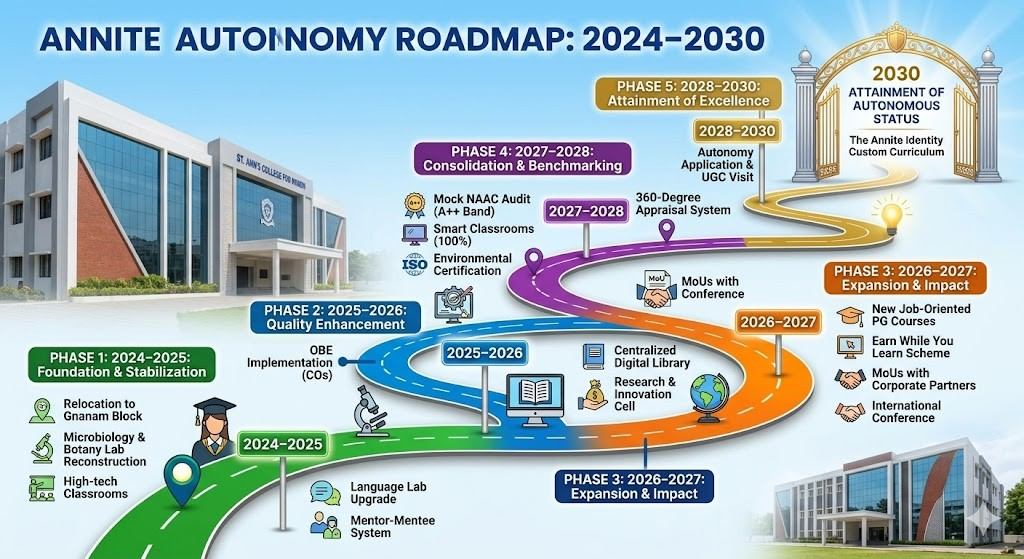 ANNITE AUTONOMY ROADMAP: 2024–2030
2030
ATTAINMENT OF
AUTONOMOUS
STATUS
The Annite Identity
Custom Curriculum
PHASE 5: 2028–2030:
Attainment of Excellence
2028–2030
Autonomy
Application &
UGC Visit
PHASE 4: 2027–2028:
Consolidation & Benchmarking
A++
Mock NAAC Audit
(A++ Band)
Smart Classrooms
(100%)
ISO
Environmental
Certification
2027–2028
360-Degree
Appraisal System
ST. ANN'S COLLEGE FOR WOMEN
MoU
MoUs with
Conference
PHASE 3: 2026–2027:
Expansion & Impact
New Job-Oriented
PG Courses
Earn While You
Learn Scheme
MoUs with
Corporate Partners
International
Conference
2026–2027
PHASE 2: 2025–2026:
Quality Enhancement
OBE
Implementation
(COs)
2025–2026
Centralized
Digital Library
Research &
Innovation
Cell
$
PHASE 1: 2024–2025:
Foundation & Stabilization
Relocation to
Gnanam Block
Microbiology &
Botany Lab
Reconstruction
High-tech
Classrooms
2024–2025
Language Lab
Upgrade
Mentor-Mentee
System
PHASE 3: 2026–2027:
Expansion & Impact